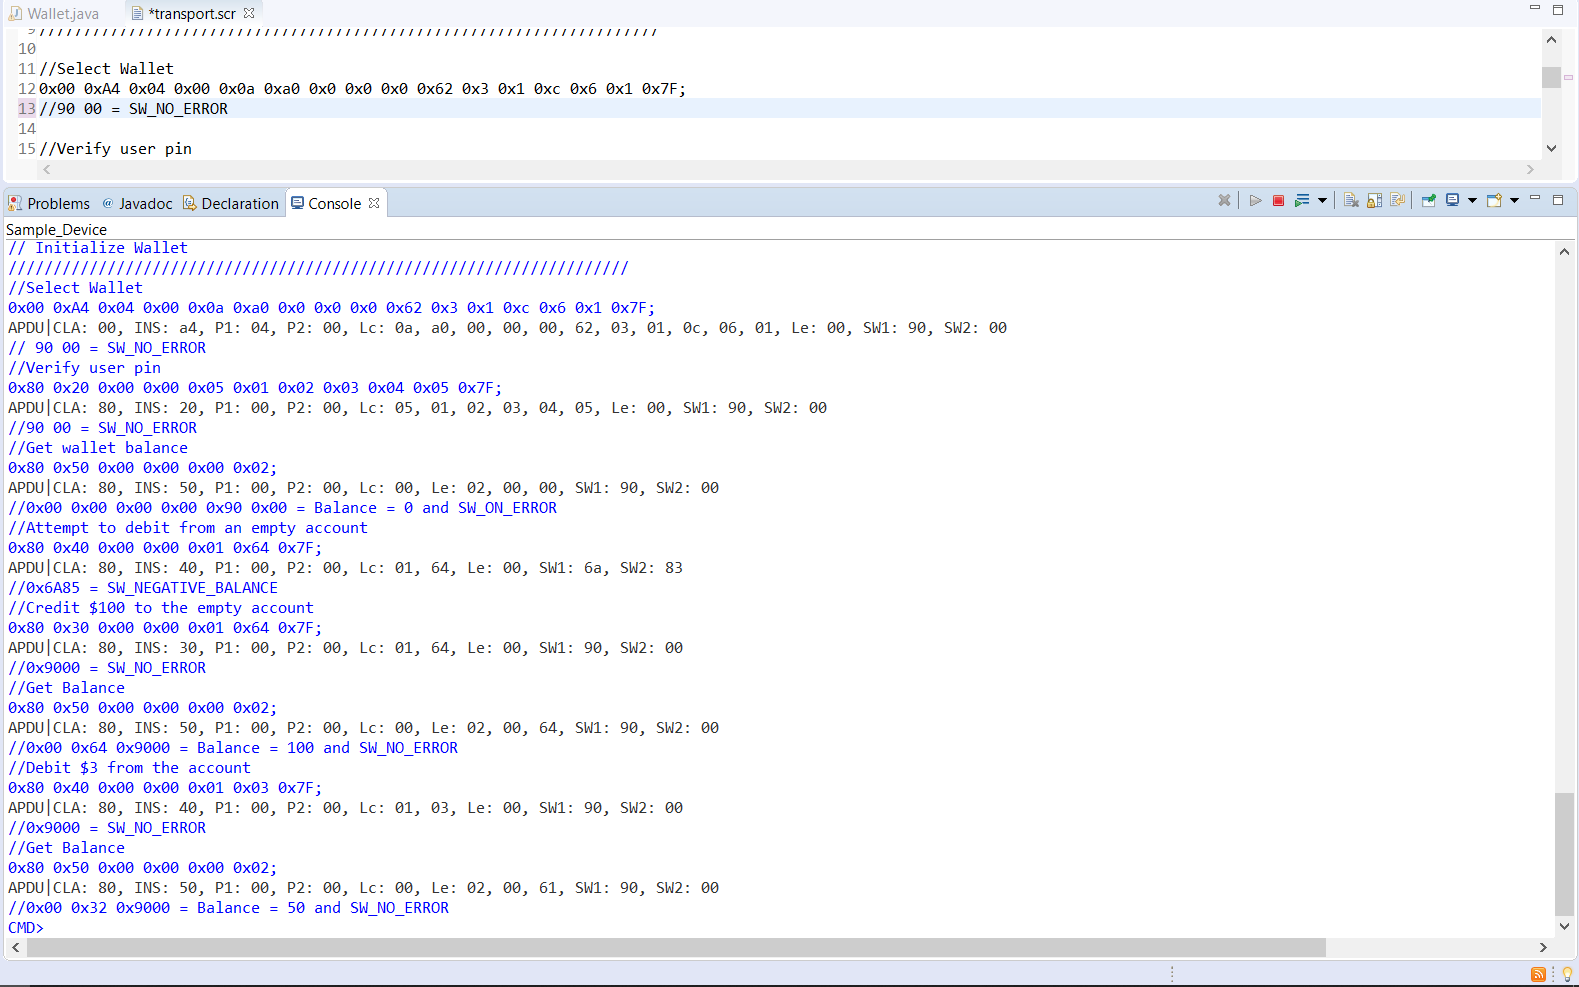 Wallet.java
*transport.scr
9 /////////////////////////////////////////////////////////////////////
10
11 //Select Wallet
12 0x00 0xA4 0x04 0x00 0x0a 0xa0 0x0 0x0 0x0 0x62 0x3 0x1 0xc 0x6 0x1 0x7F;
13 //90 00 = SW_NO_ERROR
14
15 //Verify user pin
Problems
@ Javadoc
Declaration
Console
Sample_Device
// Initialize Wallet
/////////////////////////////////////////////////////////////////////
//Select Wallet
0x00 0xA4 0x04 0x00 0x0a 0xa0 0x0 0x0 0x0 0x62 0x3 0x1 0xc 0x6 0x1 0x7F;
APDU|CLA: 00, INS: a4, P1: 04, P2: 00, Lc: 0a, a0, 00, 00, 00, 62, 03, 01, 0c, 06, 01, Le: 00, SW1: 90, SW2: 00
// 90 00 = SW_NO_ERROR
//Verify user pin
0x80 0x20 0x00 0x00 0x05 0x01 0x02 0x03 0x04 0x05 0x7F;
APDU|CLA: 80, INS: 20, P1: 00, P2: 00, Lc: 05, 01, 02, 03, 04, 05, Le: 00, SW1: 90, SW2: 00
//90 00 = SW_NO_ERROR
//Get wallet balance
0x80 0x50 0x00 0x00 0x00 0x02;
APDU|CLA: 80, INS: 50, P1: 00, P2: 00, Lc: 00, Le: 02, 00, 00, SW1: 90, SW2: 00
//0x00 0x00 0x00 0x00 0x90 0x00 = Balance = 0 and SW_ON_ERROR
//Attempt to debit from an empty account
0x80 0x40 0x00 0x00 0x01 0x64 0x7F;
APDU|CLA: 80, INS: 40, P1: 00, P2: 00, Lc: 01, 64, Le: 00, SW1: 6a, SW2: 83
//0x6A85 = SW_NEGATIVE_BALANCE
//Credit $100 to the empty account
0x80 0x30 0x00 0x00 0x01 0x64 0x7F;
APDU|CLA: 80, INS: 30, P1: 00, P2: 00, Lc: 01, 64, Le: 00, SW1: 90, SW2: 00
//0x9000 = SW_NO_ERROR
//Get Balance
0x80 0x50 0x00 0x00 0x00 0x02;
APDU|CLA: 80, INS: 50, P1: 00, P2: 00, Lc: 00, Le: 02, 00, 64, SW1: 90, SW2: 00
//0x00 0x64 0x9000 = Balance = 100 and SW_NO_ERROR
//Debit $3 from the account
0x80 0x40 0x00 0x00 0x01 0x03 0x7F;
APDU|CLA: 80, INS: 40, P1: 00, P2: 00, Lc: 01, 03, Le: 00, SW1: 90, SW2: 00
//0x9000 = SW_NO_ERROR
//Get Balance
0x80 0x50 0x00 0x00 0x00 0x02;
APDU|CLA: 80, INS: 50, P1: 00, P2: 00, Lc: 00, Le: 02, 00, 61, SW1: 90, SW2: 00
//0x00 0x32 0x9000 = Balance = 50 and SW_NO_ERROR
CMD>